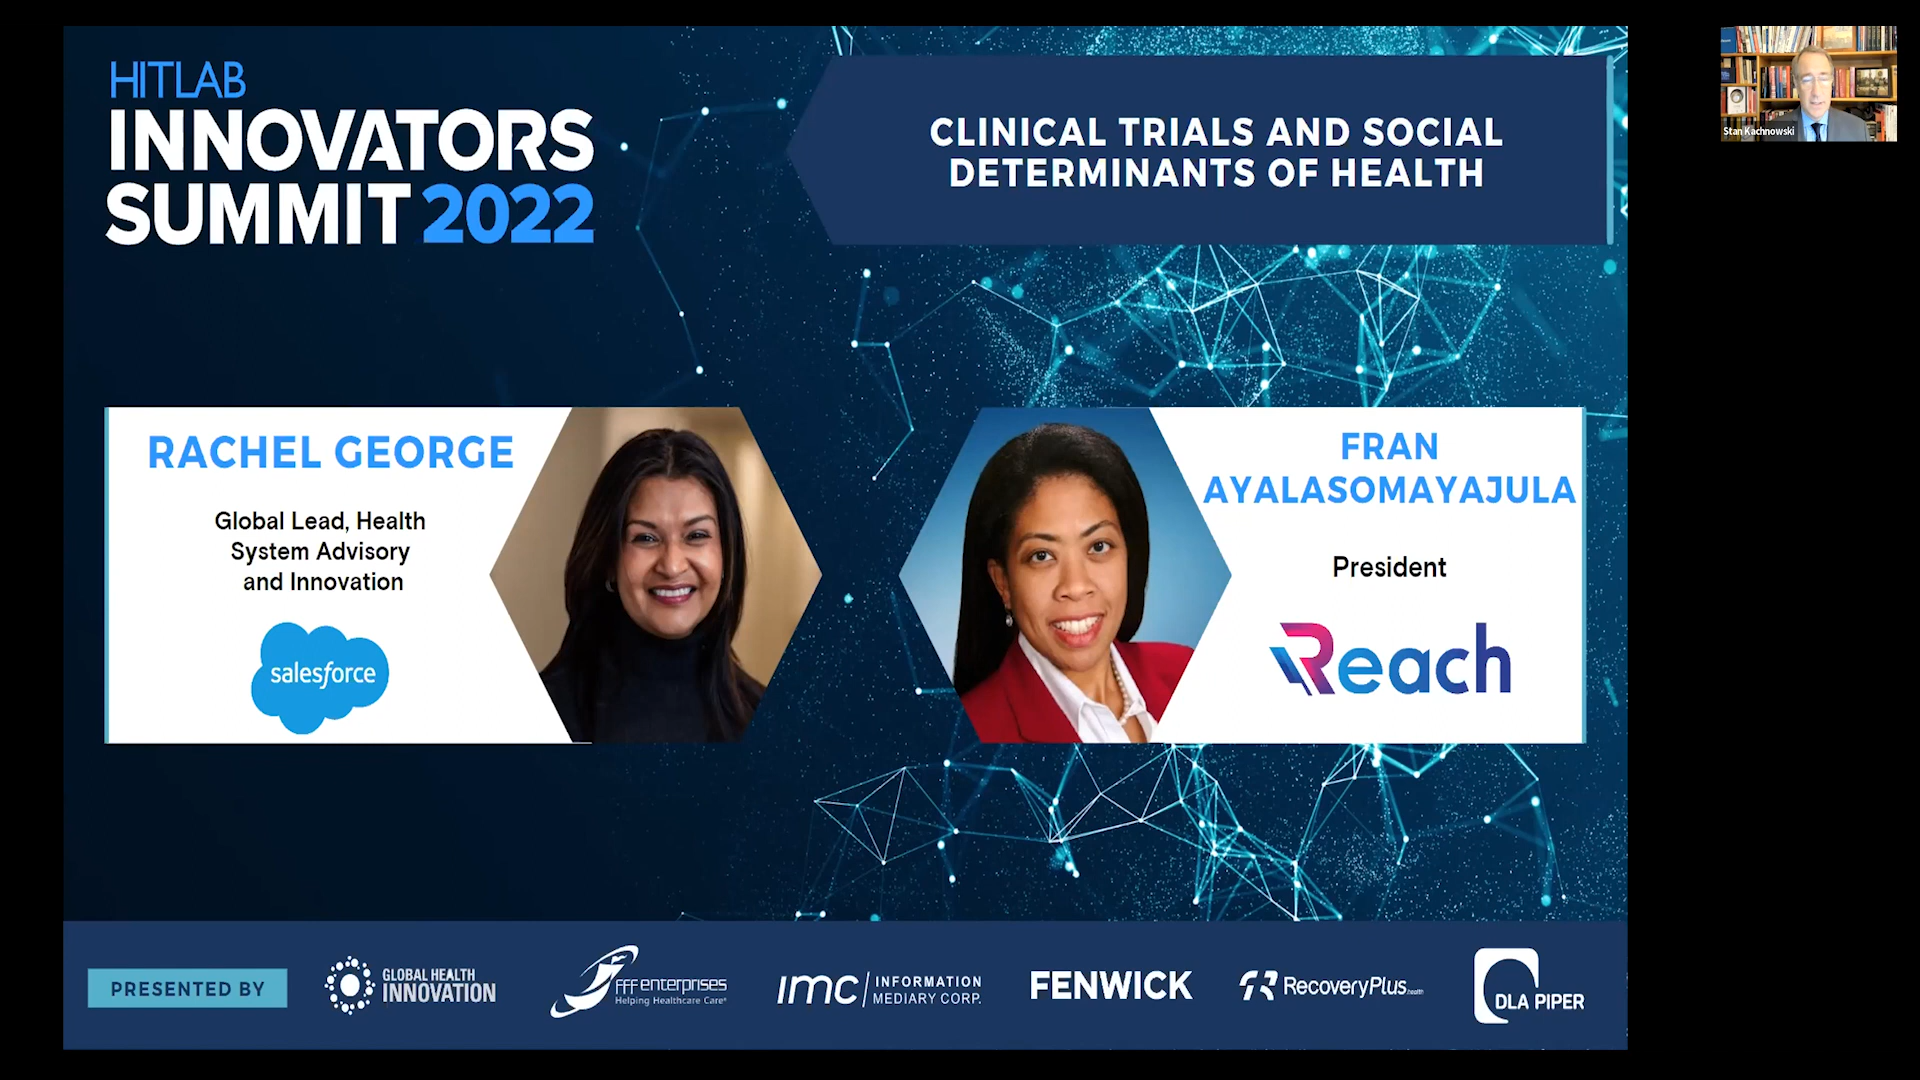 HITLAB
INNOVATORS
SUMMIT 2022
CLINICAL TRIALS AND SOCIAL
DETERMINANTS OF HEALTH
Stan Kachnowski
RACHEL GEORGE
Global Lead, Health
System Advisory
and Innovation
salesforce
FRAN
AYALASOMAYAJULA
President
Reach
PRESENTED BY
GLOBAL HEALTH
INNOVATION
FFF enterprises
Helping Healthcare Care®
imc
INFORMATION
MEDIARY CORP.
FENWICK
RecoveryPlus.health
DLA PIPER